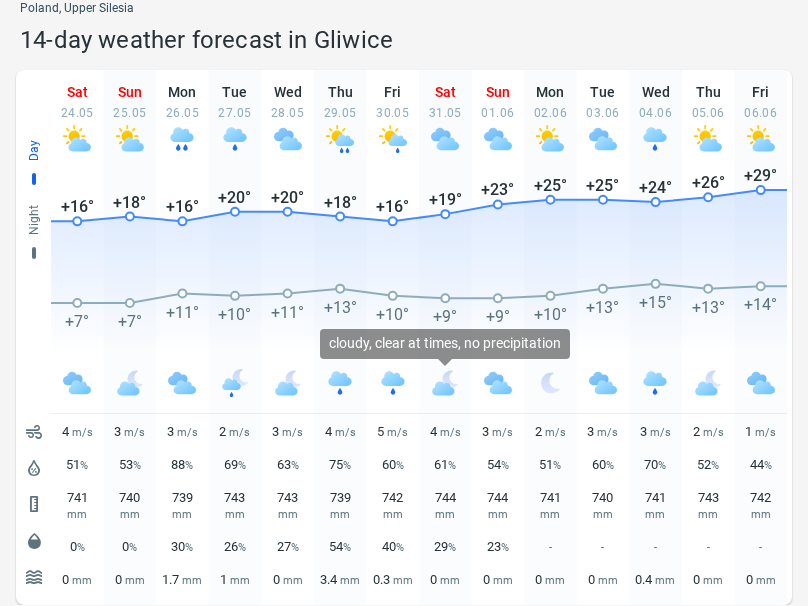 Poland, Upper Silesia
14-day weather forecast in Gliwice
Sat Sun Mon Tue Wed Thu Fri Sat Sun Mon Tue Wed Thu Fri
24.05 25.05 26.05 27.05 28.05 29.05 30.05 31.05 01.06 02.06 03.06 04.06 05.06 06.06
Day
+16° +18° +16° +20° +20° +18° +16° +19° +23° +25° +25° +24° +26° +29°
Night
+7° +7° +11° +10° +11° +13° +10° +9° +9° +10° +13° +15° +13° +14°
cloudy, clear at times, no precipitation
4 m/s 3 m/s 3 m/s 2 m/s 3 m/s 4 m/s 5 m/s 4 m/s 3 m/s 2 m/s 3 m/s 3 m/s 2 m/s 1 m/s
51% 53% 88% 69% 63% 75% 60% 61% 54% 51% 60% 70% 52% 44%
741 740 739 743 743 739 742 744 744 741 740 741 743 742
mm mm mm mm mm mm mm mm mm mm mm mm mm mm
0% 0% 30% 26% 27% 54% 40% 29% 23% - - - - -
0 mm 0 mm 1.7 mm 1 mm 0 mm 3.4 mm 0.3 mm 0 mm 0 mm 0 mm 0 mm 0.4 mm 0 mm 0 mm